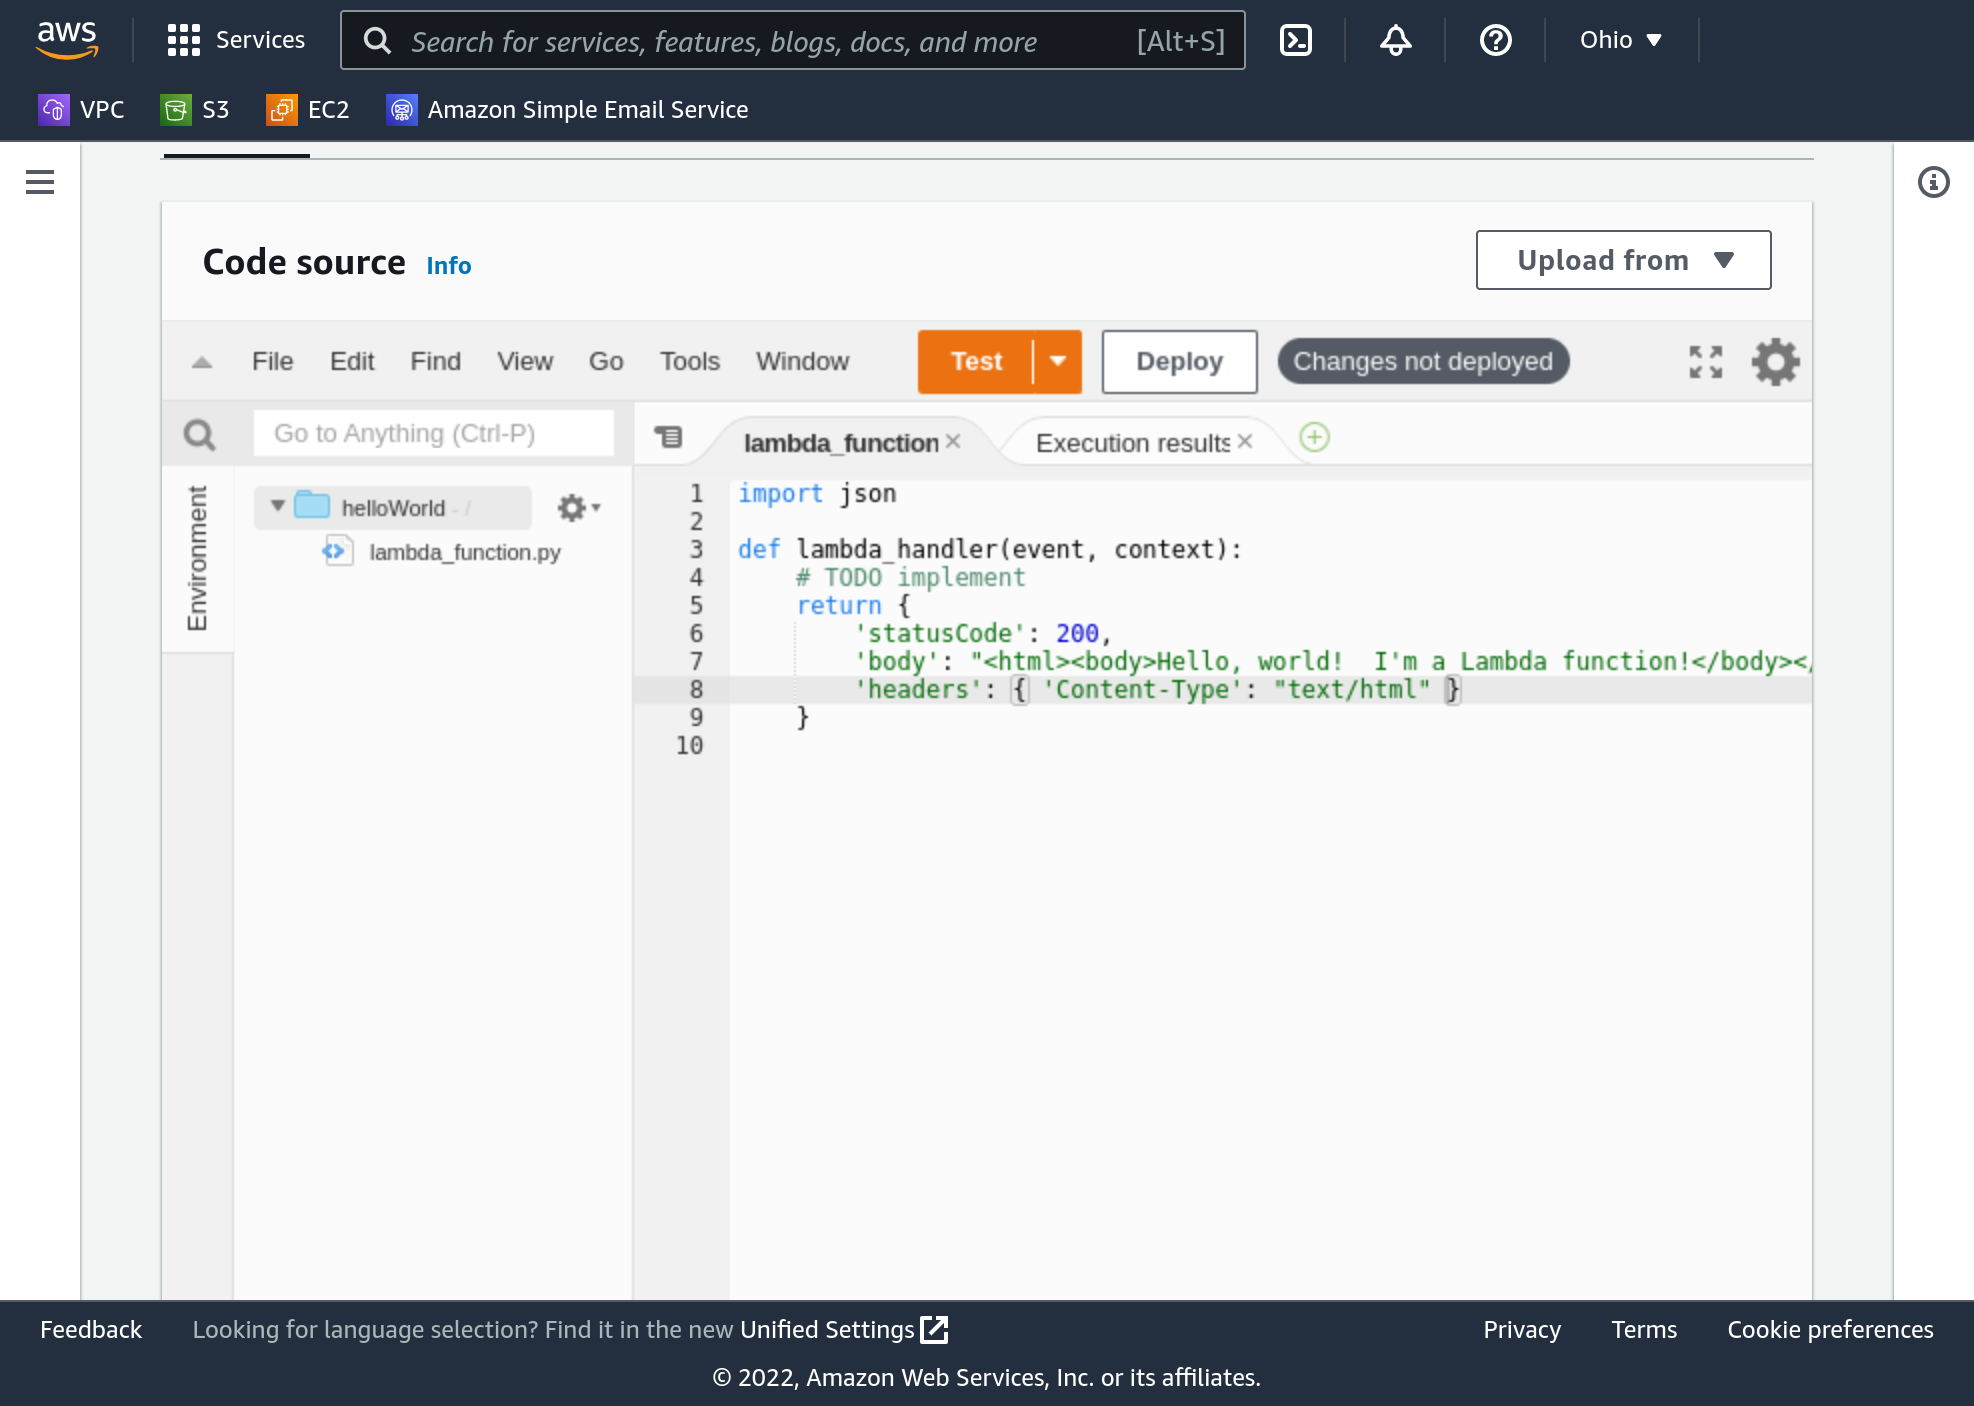 aws Services Search for services, features, blogs, docs, and more [Alt+S] Ohio
VPC S3 EC2 Amazon Simple Email Service
Code source Info Upload from
File Edit Find View Go Tools Window Test Deploy Changes not deployed
Go to Anything (Ctrl-P) lambda_function Execution results
Environment
helloWorld - /
lambda_function.py
1 import json
2
3 def lambda_handler(event, context):
4 # TODO implement
5 return {
6 'statusCode': 200,
7 'body': "<html><body>Hello, world!  I'm a Lambda function!</body></
8 'headers': { 'Content-Type': "text/html" }
9 }
10
Feedback Looking for language selection? Find it in the new Unified Settings Privacy Terms Cookie preferences
© 2022, Amazon Web Services, Inc. or its affiliates.